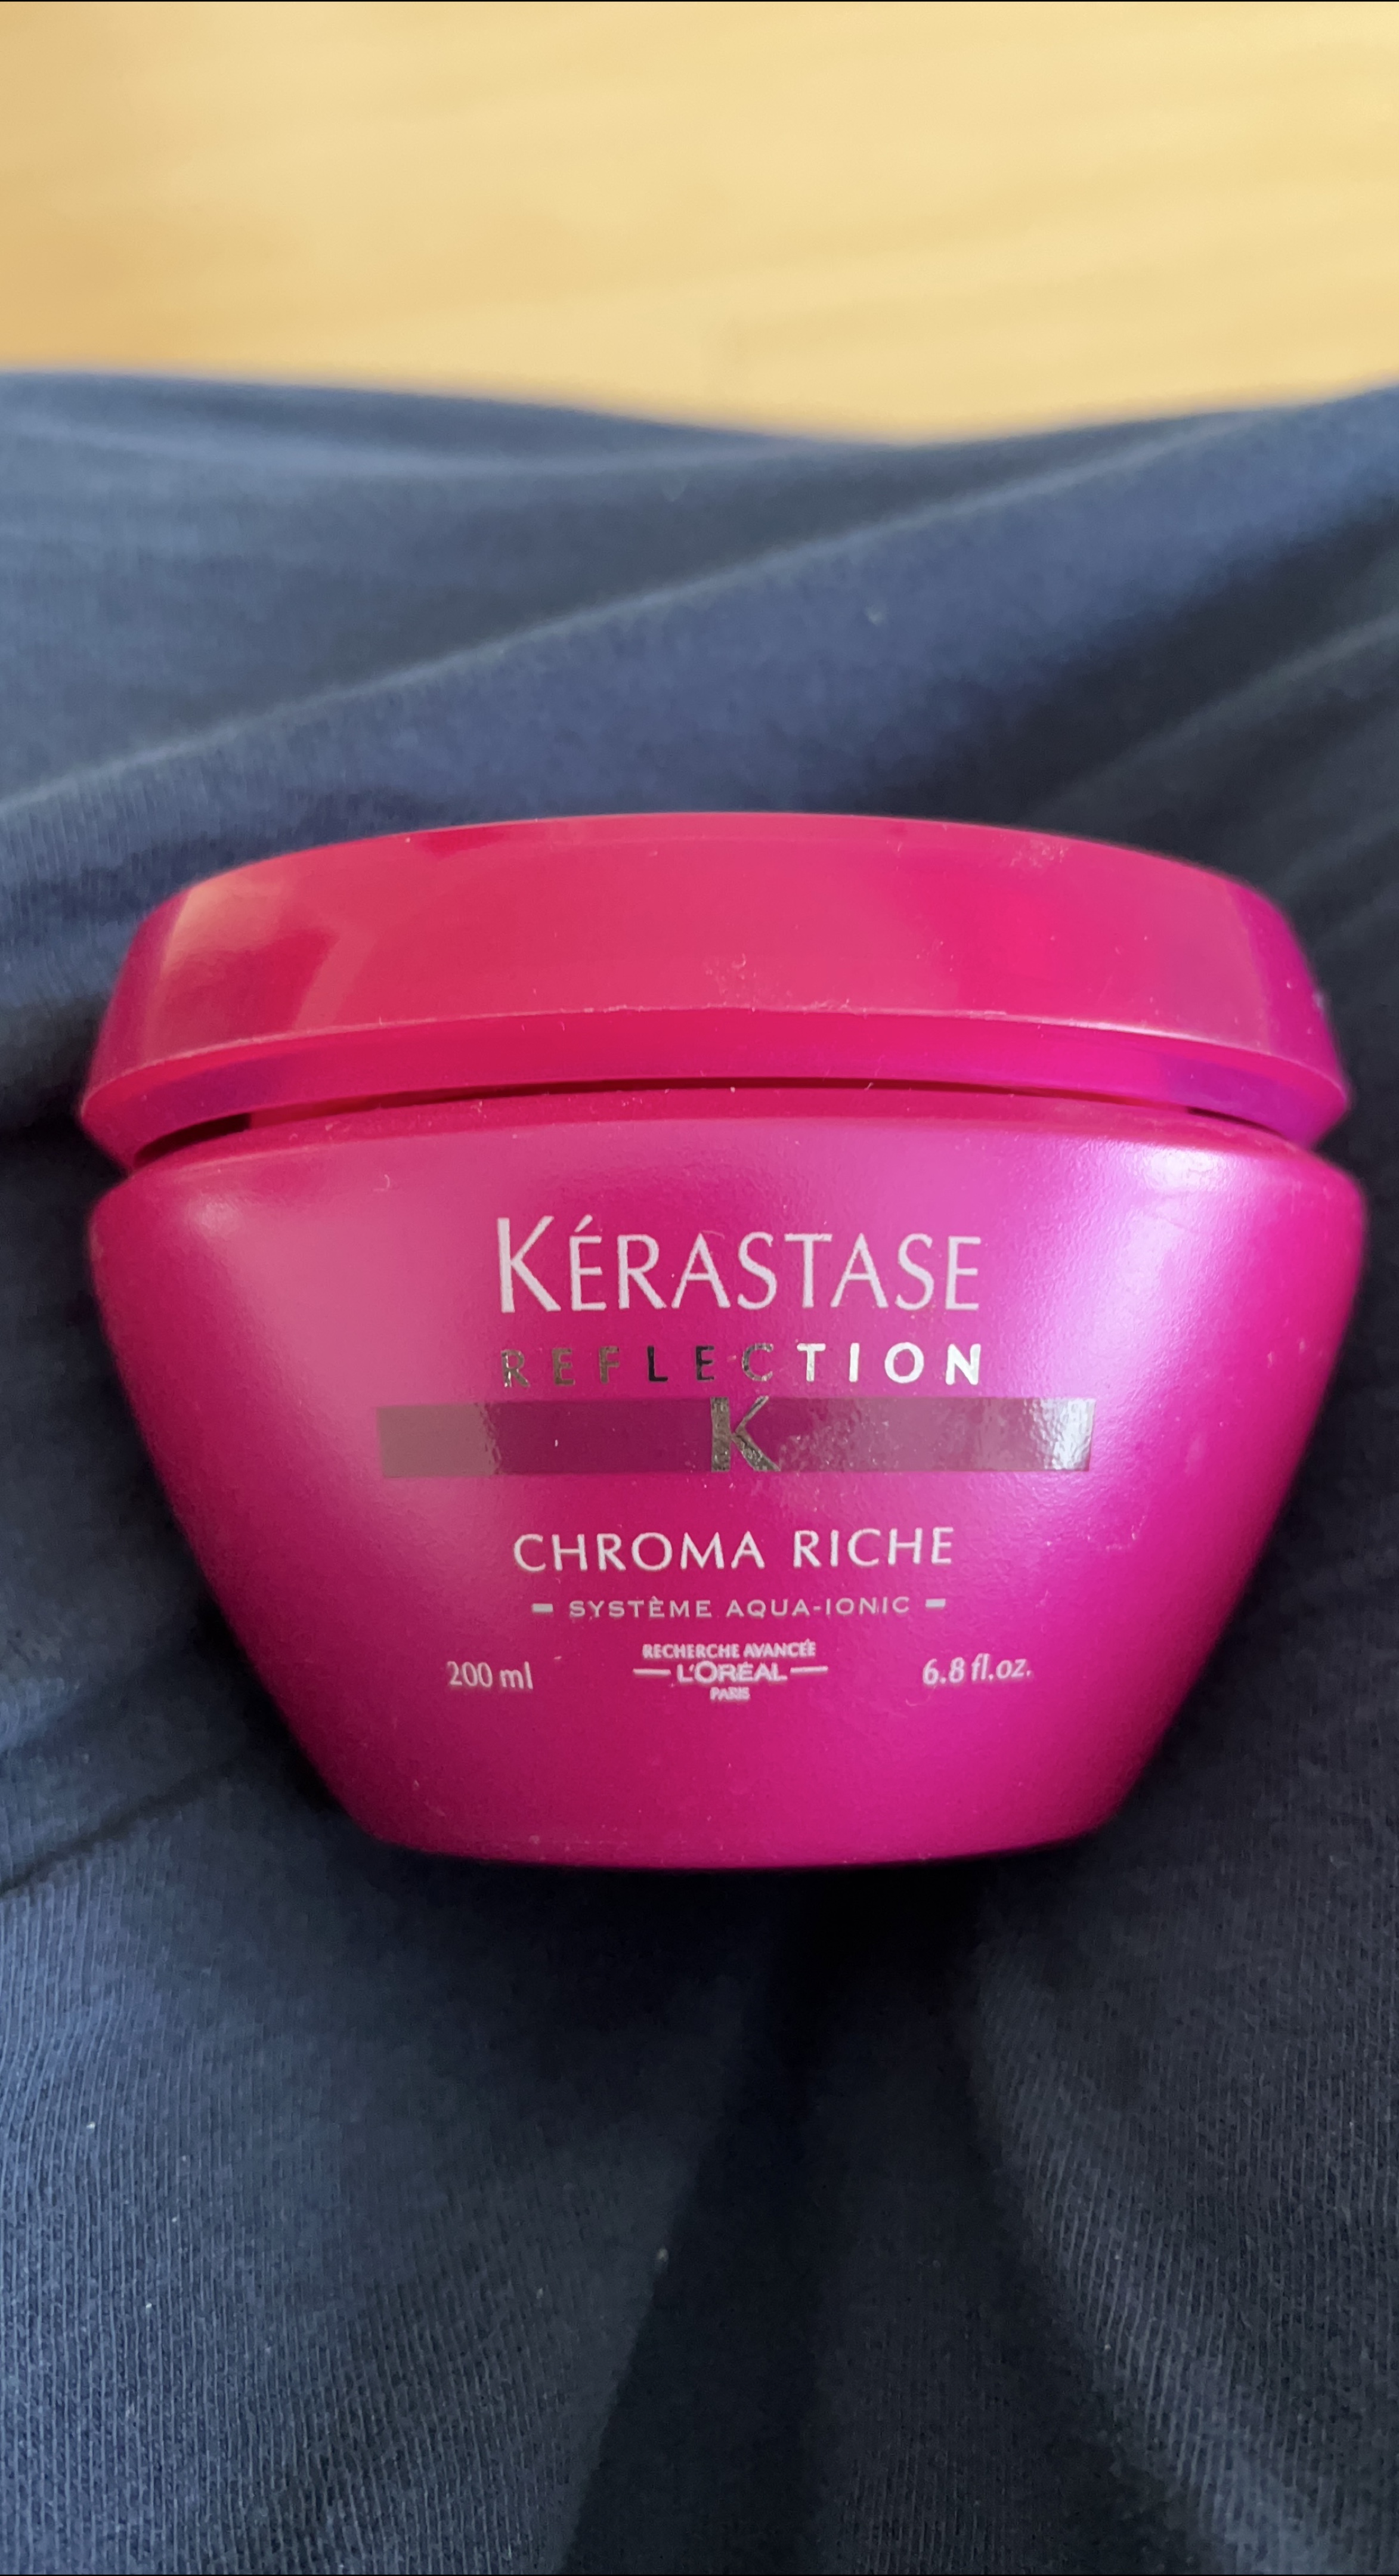 KÉRASTASE
REFLECTION
K
CHROMA RICHE
SYSTÈME AQUA-IONIC
200 ml
RECHERCHE AVANCÉE
L'ORÉAL
PARIS
6.8 fl.oz.